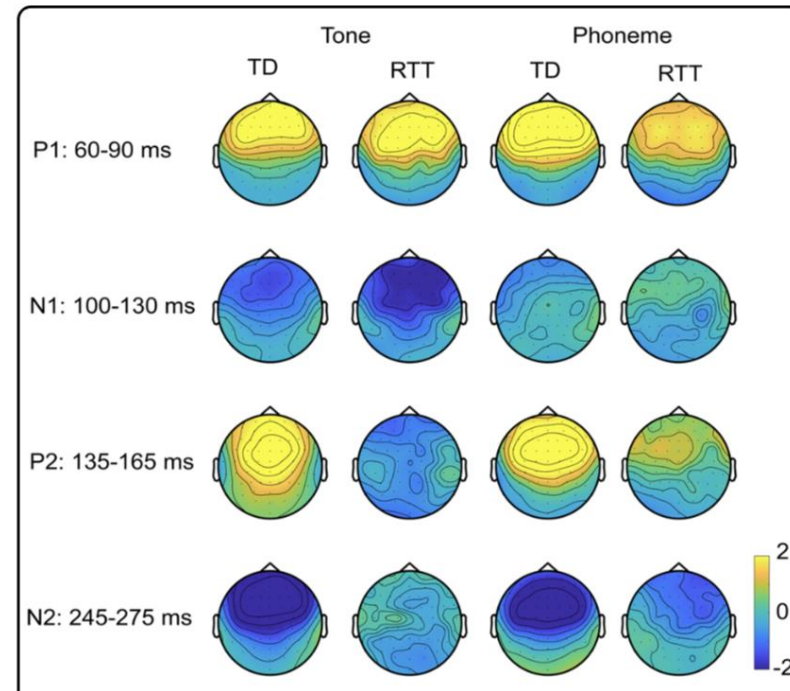 Tone Phoneme
TD RTT TD RTT
P1: 60-90 ms
N1: 100-130 ms
P2: 135-165 ms
N2: 245-275 ms
2
0
-2